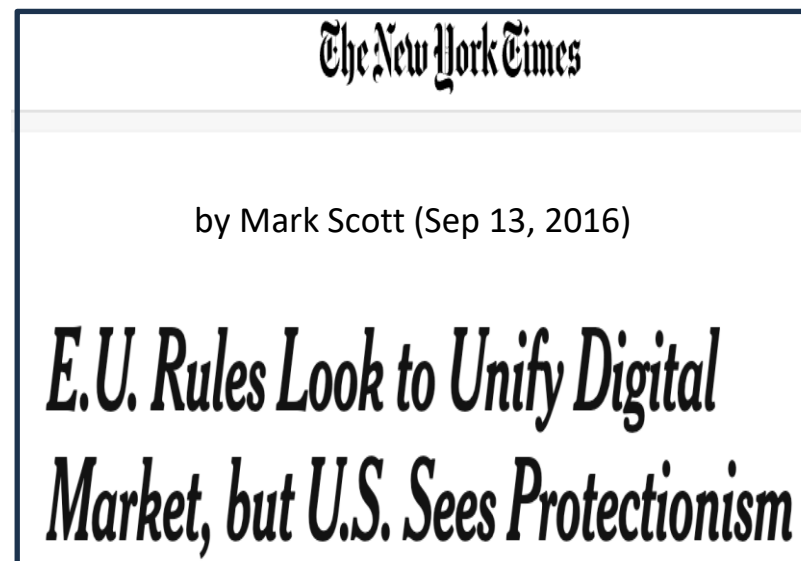 The New York Times
by Mark Scott (Sep 13, 2016)
E.U. Rules Look to Unify Digital
Market, but U.S. Sees Protectionism